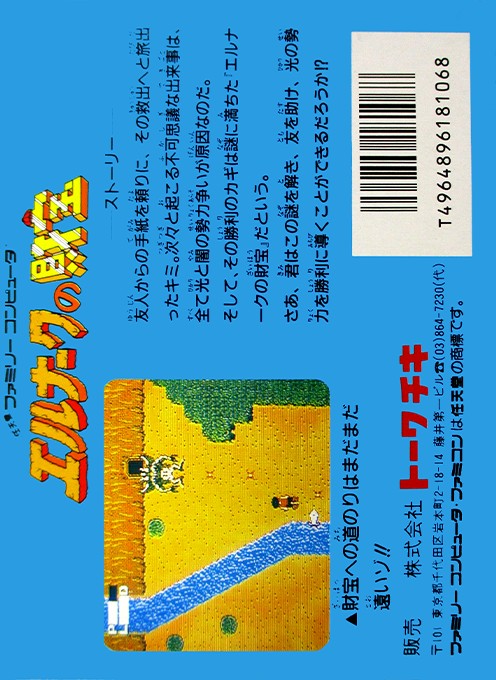 ファミリー コンピュータ
エルナークの財宝
ストーリー
友人からの手紙を頼りに、その救出へと旅出
ったキミ。次々と起こる不可思議な出来事は、
全て光と闇の勢力争いが原因なのだ。
そして、その勝利のカギは謎に満ちた『エルナ
ークの財宝』だという。
さあ、君はこの謎を解き、友を助け、光の勢
力を勝利に導くことができるだろうか!?
▲財宝への道のりはまだまだ
遠いゾ!!
T4964896181068
販売 株式会社 トーワチキ
〒101 東京都千代田区岩本町2-18-14 藤井第一ビル☎(03)864-7230(代)
ファミリーコンピュータ・ファミコンは任天堂の商標です。